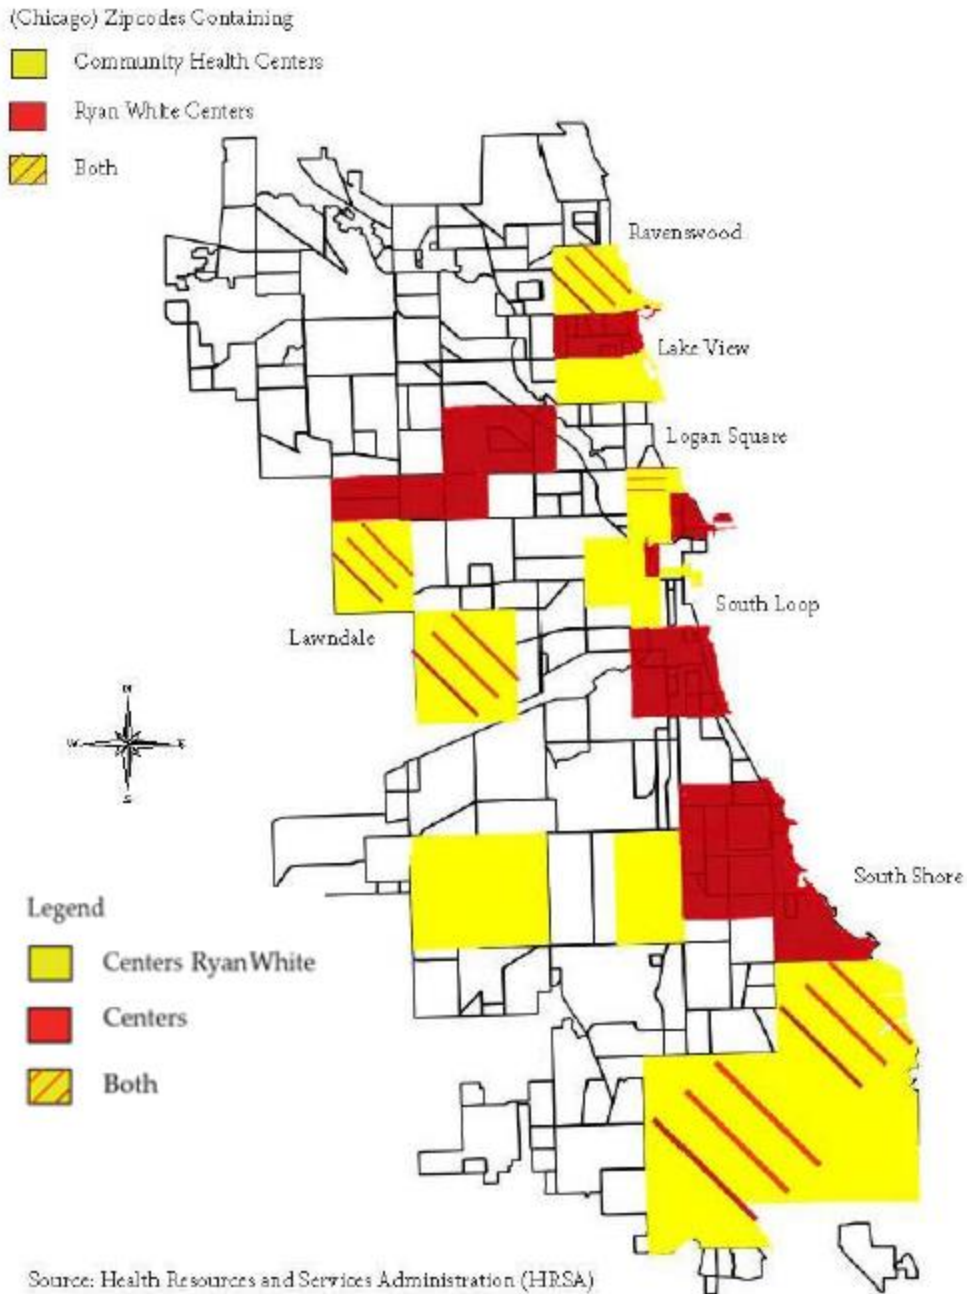 (Chicago) Zipcodes Containing
Community Health Centers
Ryan White Centers
Both
Ravenswood
Lake View
Logan Square
South Loop
Lawndale
N
W
E
S
South Shore
Legend
Centers Ryan White
Centers
Both
Source: Health Resources and Services Administration (HRSA)